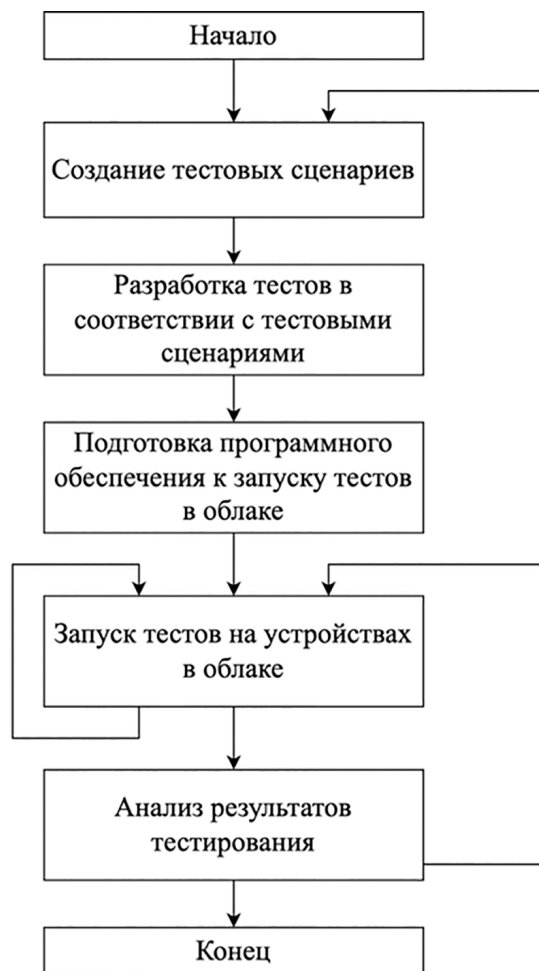 Начало
Создание тестовых сценариев
Разработка тестов в
соответствии с тестовыми
сценариями
Подготовка программного
обеспечения к запуску тестов
в облаке
Запуск тестов на устройствах
в облаке
Анализ результатов
тестирования
Конец